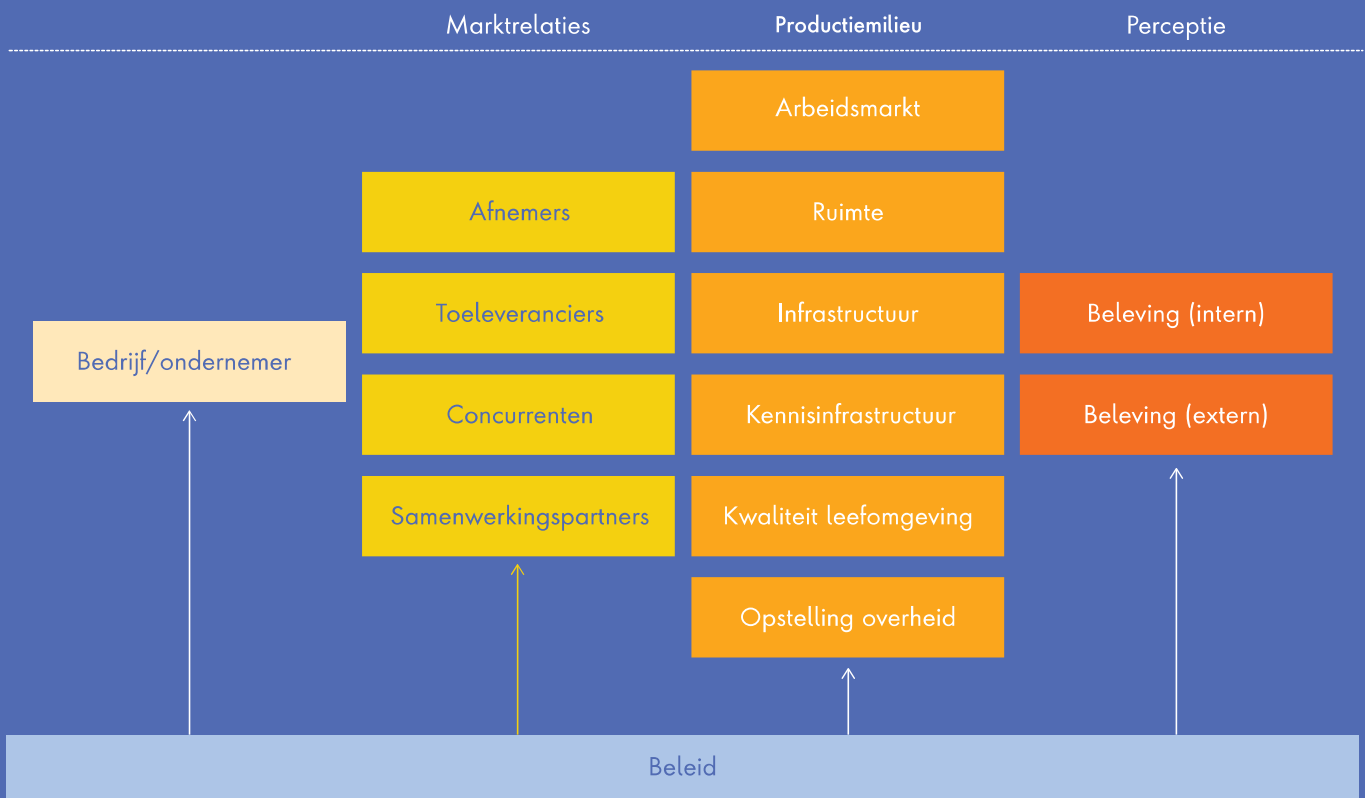 Marktrelaties
Productiemilieu
Perceptie
Arbeidsmarkt
Afnemers
Ruimte
Toeleveranciers
Infrastructuur
Beleving (intern)
Bedrijf/ondernemer
Concurrenten
Kennisinfrastructuur
Beleving (extern)
Samenwerkingspartners
Kwaliteit leefomgeving
Opstelling overheid
Beleid